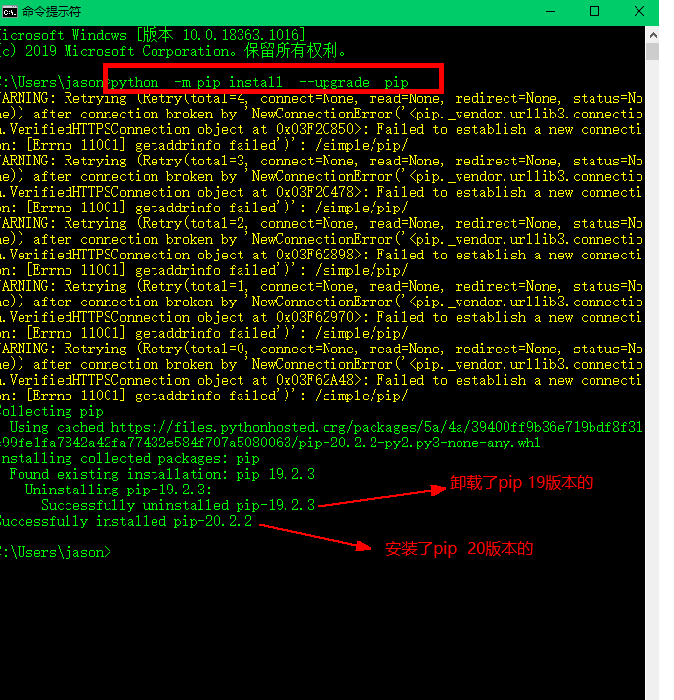 命令提示符
icrosoft Windows [版本 10.0.18363.1016]
(c) 2019 Microsoft Corporation。保留所有权利。
C:\Users\jason>python  -m pip install  --upgrade  pip
WARNING: Retrying (Retry(total=4, connect=None, read=None, redirect=None, status=No
ne)) after connection broken by 'NewConnectionError('<pip._vendor.urllib3.connectio
n.VerifiedHTTPSConnection object at 0x03F2C850>: Failed to establish a new connecti
on: [Errno 11001] getaddrinfo failed')': /simple/pip/
WARNING: Retrying (Retry(total=3, connect=None, read=None, redirect=None, status=No
ne)) after connection broken by 'NewConnectionError('<pip._vendor.urllib3.connectio
n.VerifiedHTTPSConnection object at 0x03F2C478>: Failed to establish a new connecti
on: [Errno 11001] getaddrinfo failed')': /simple/pip/
WARNING: Retrying (Retry(total=2, connect=None, read=None, redirect=None, status=No
ne)) after connection broken by 'NewConnectionError('<pip._vendor.urllib3.connectio
n.VerifiedHTTPSConnection object at 0x03F62898>: Failed to establish a new connecti
on: [Errno 11001] getaddrinfo failed')': /simple/pip/
WARNING: Retrying (Retry(total=1, connect=None, read=None, redirect=None, status=No
ne)) after connection broken by 'NewConnectionError('<pip._vendor.urllib3.connectio
n.VerifiedHTTPSConnection object at 0x03F62970>: Failed to establish a new connecti
on: [Errno 11001] getaddrinfo failed')': /simple/pip/
WARNING: Retrying (Retry(total=0, connect=None, read=None, redirect=None, status=No
ne)) after connection broken by 'NewConnectionError('<pip._vendor.urllib3.connectio
n.VerifiedHTTPSConnection object at 0x03F62A48>: Failed to establish a new connecti
on: [Errno 11001] getaddrinfo failed')': /simple/pip/
Collecting pip
Using cached https://files.pythonhosted.org/packages/5a/4a/39400ff9b36e719bdf8f31
c99fe1fa7342a42fa77432e584f707a5080063/pip-20.2.2-py2.py3-none-any.whl
Installing collected packages: pip
Found existing installation: pip 19.2.3
Uninstalling pip-19.2.3:
Successfully uninstalled pip-19.2.3
卸载了pip 19版本的
Successfully installed pip-20.2.2
安装了pip  20版本的
C:\Users\jason>